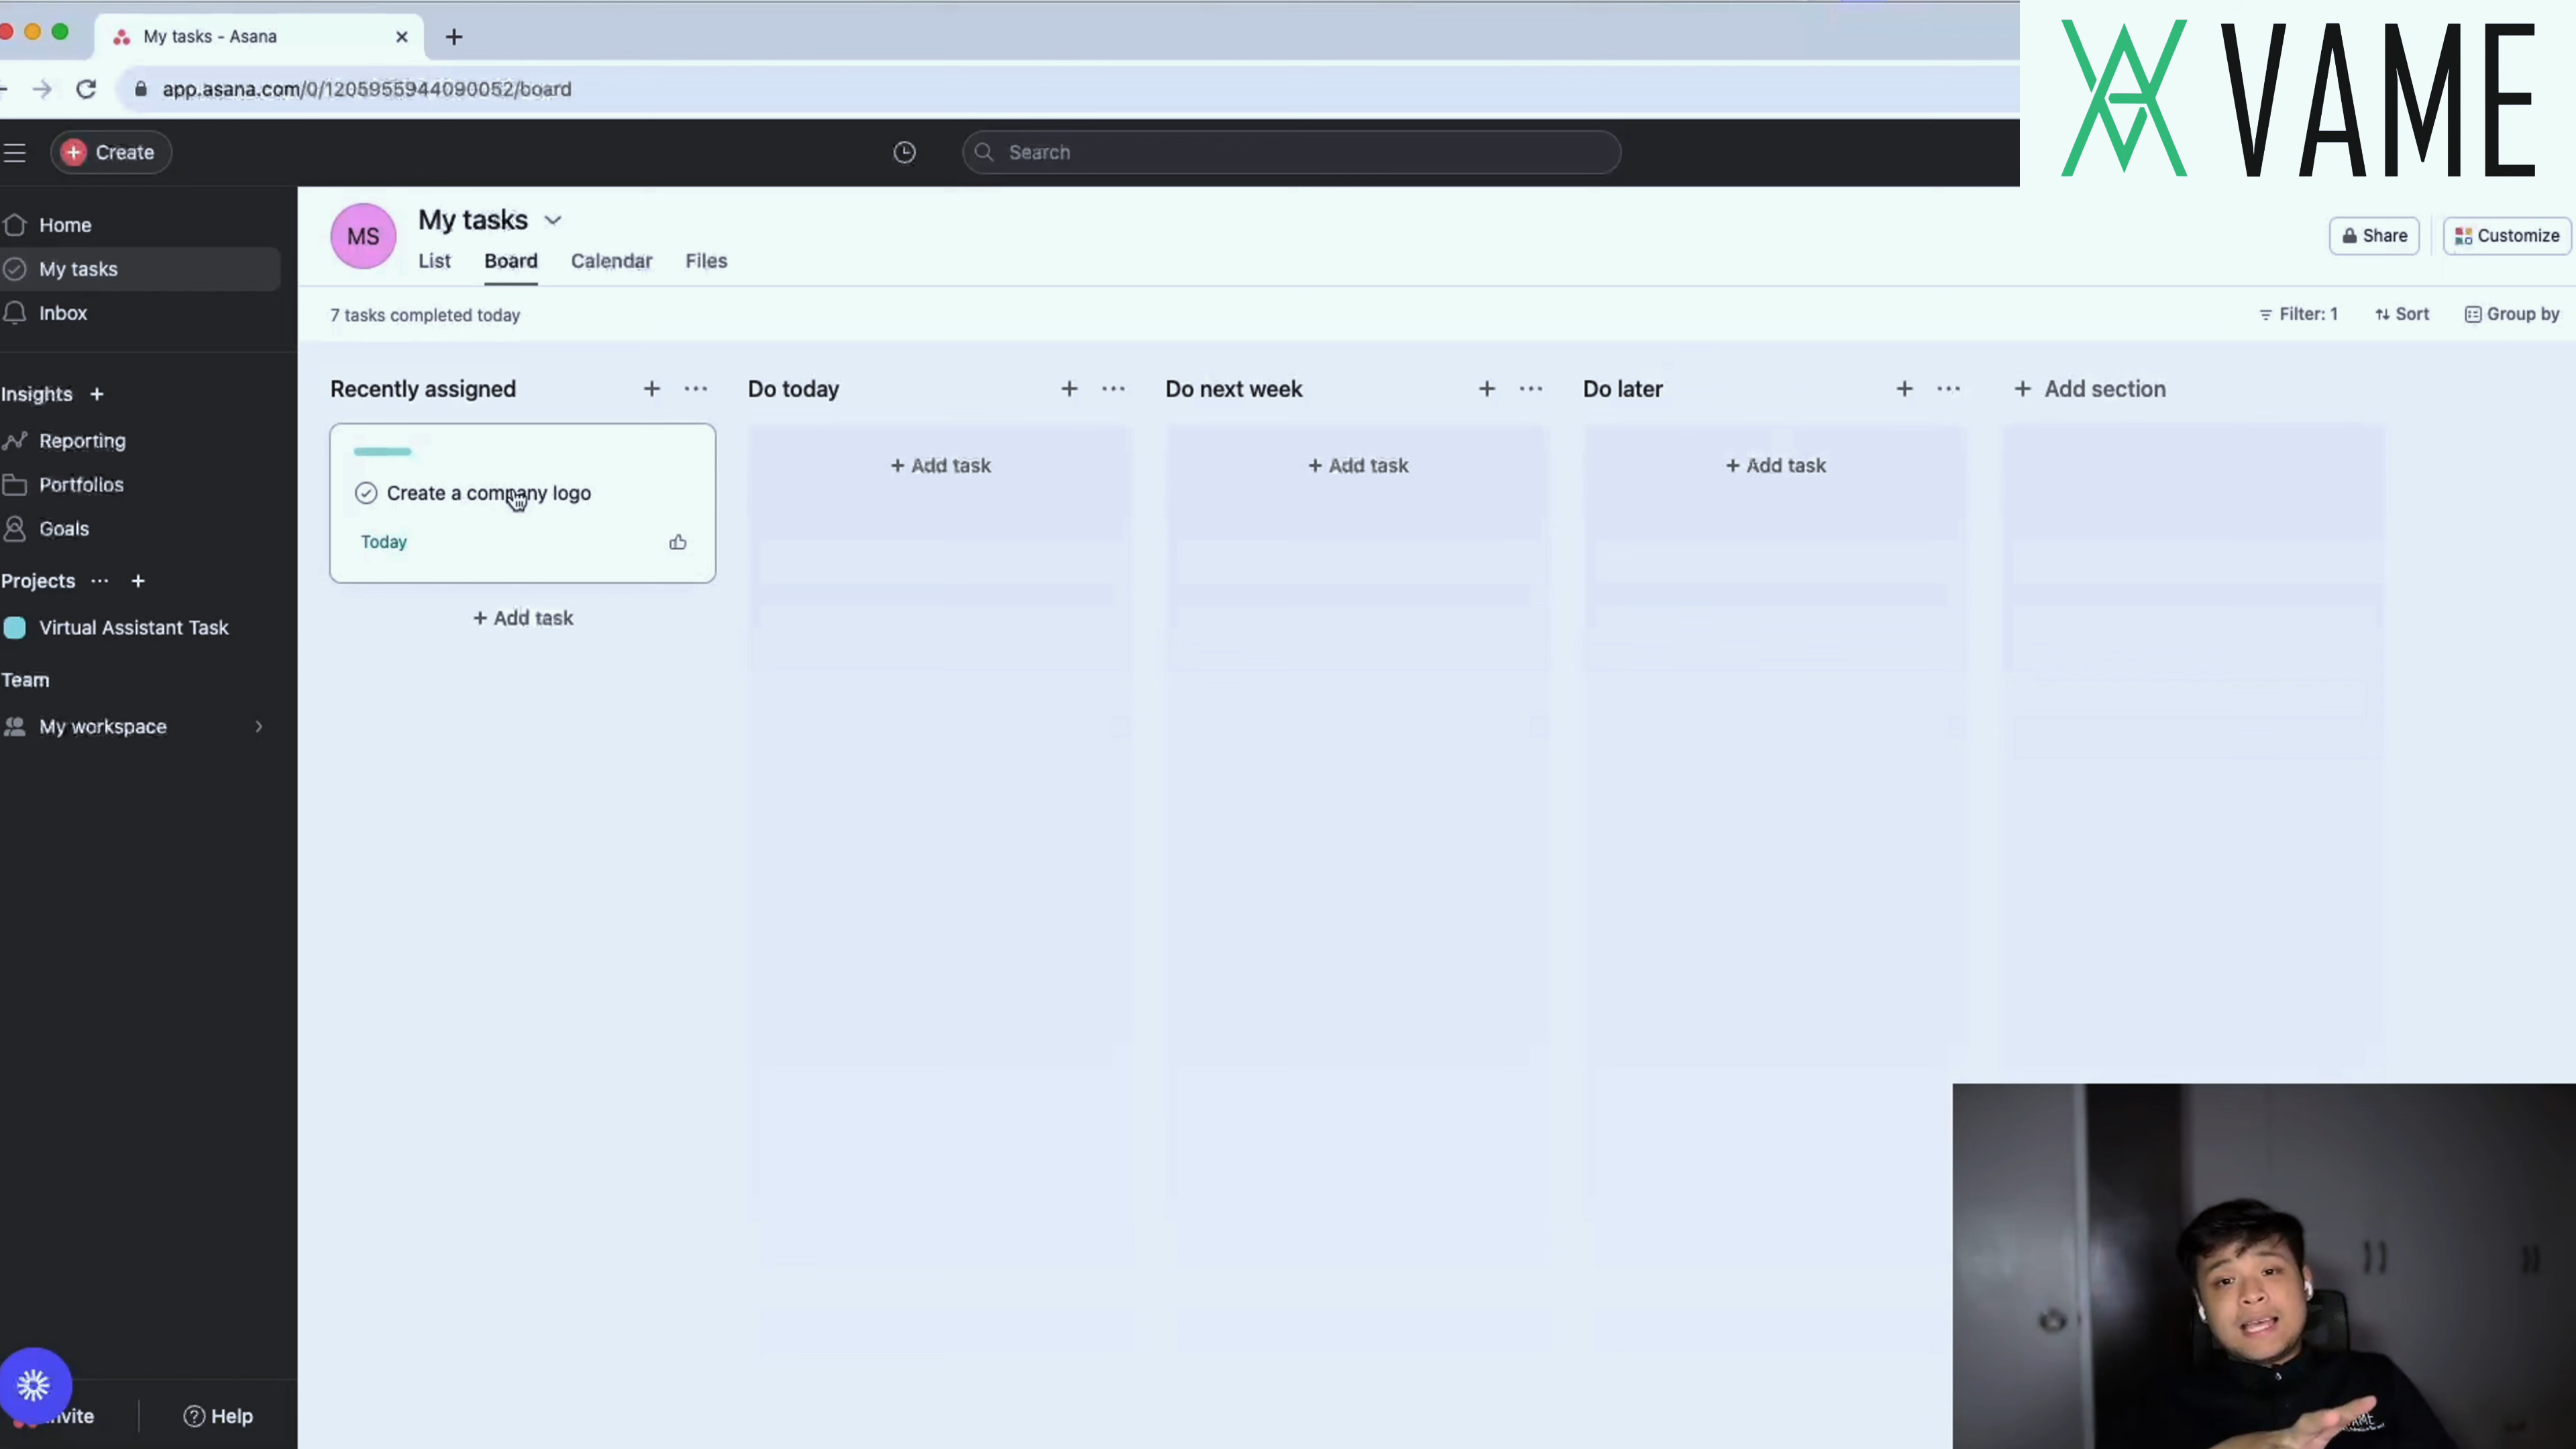 My tasks - Asana
app.asana.com/0/1205955944090052/board
VAME
Create
Search
Home
My tasks
Inbox
Insights
Reporting
Portfolios
Goals
Projects
Virtual Assistant Task
Team
My workspace
Help
MS
My tasks
List Board Calendar Files
Share Customize
7 tasks completed today
Filter: 1 Sort Group by
Recently assigned
Create a company logo
Today
+ Add task
Do today
+ Add task
Do next week
+ Add task
Do later
+ Add task
+ Add section
VAME